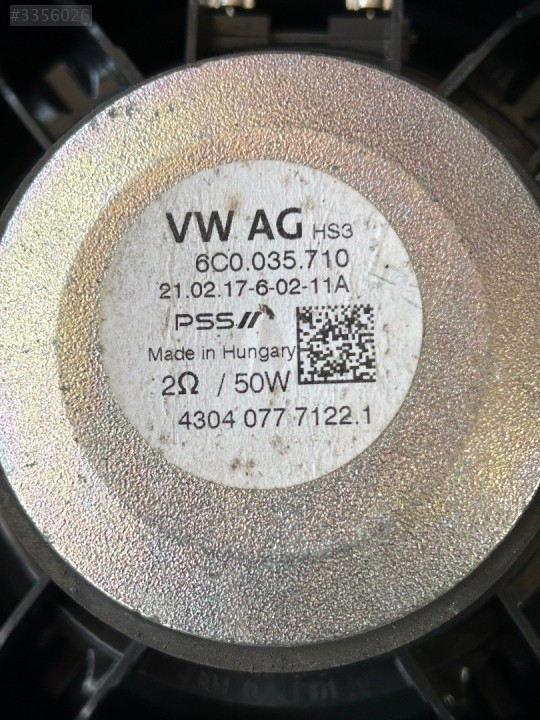 #3356026
VW AG HS3
6C0.035.710
21.02.17-6-02-11A
PSS
Made in Hungary
2Ω / 50W
4304 077 7122.1